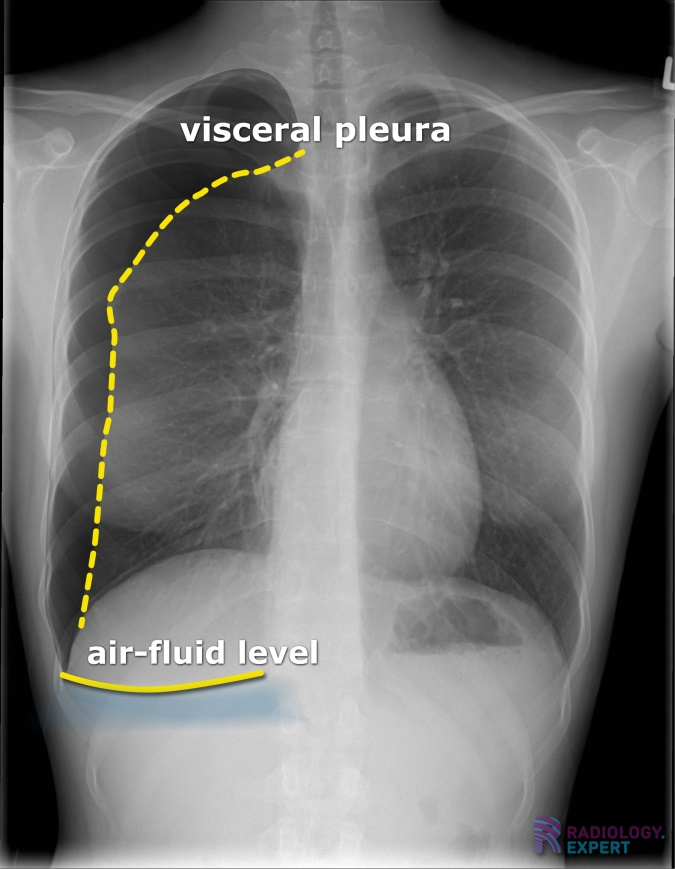 L
visceral pleura
air-fluid level
RADIOLOGY.
EXPERT